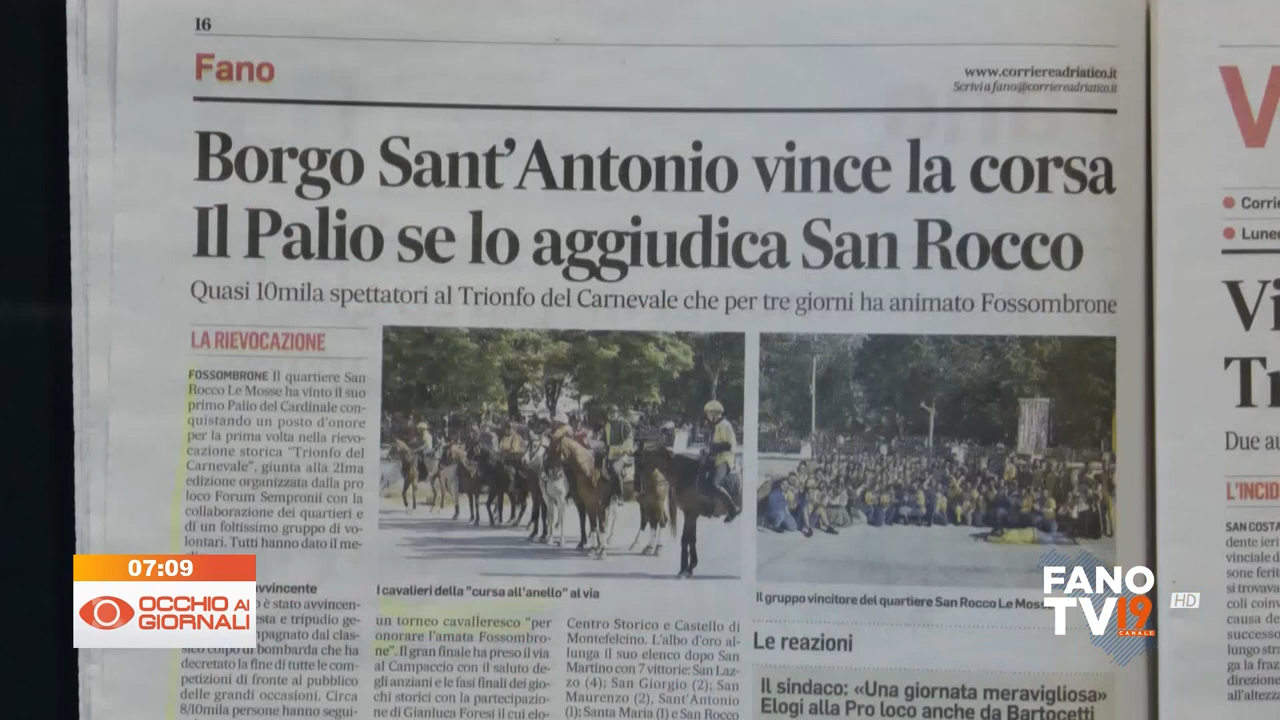 16
Fano
www.corriereadriatico.it
Scrivi a fano@corriereadriatico.it
Borgo Sant'Antonio vince la corsa
Il Palio se lo aggiudica San Rocco
Quasi 10mila spettatori al Trionfo del Carnevale che per tre giorni ha animato Fossombrone
LA RIEVOCAZIONE
FOSSOMBRONE Il quartiere San
Rocco Le Mosse ha vinto il suo
primo Palio del Cardinale con-
quistando un posto d'onore
per la prima volta nella rievo-
cazione storica "Trionfo del
Carnevale", giunta alla 21ma
edizione organizzata dalla pro
loco Forum Sempronii con la
collaborazione dei quartieri e
di un foltissimo gruppo di vo-
lontari. Tutti hanno dato il me-
vvincente
è stato avvincen-
esta e tripudio ge-
mpagnato dal clas-
sico corpo di bombarda che ha
decretato la fine di tutte le com-
petizioni di fronte al pubblico
delle grandi occasioni. Circa
8/10mila persone hanno segui-
I cavalieri della "cursa all'anello" al via
un torneo cavalleresco "per
onorare l'amata Fossombro-
ne". Il gran finale ha preso il via
al Campaccio con il saluto de-
gli anziani e le fasi finali dei gio-
chi storici con la partecipazio-
ne di Gianluca Foresi il cui elo-
Centro Storico e Castello di
Montefelcino. L'albo d'oro al-
lunga il suo elenco dopo San
Martino con 7 vittorie: San Laz-
zo (4); San Giorgio (2); San
Maurenzo (2), Sant'Antonio
(1); Santa Maria (1) e San Rocco
Il gruppo vincitore del quartiere San Rocco Le Mosse
Le reazioni
Il sindaco: «Una giornata meravigliosa»
Elogi alla Pro loco anche da Bartocetti
V
Corrie
Luned
Vi
Tr
Due au
L'INCID
SAN COSTA
dente ieri
vinciale d
sone ferit
si trovava
coli coinv
causa de
successo
lungo stra
ga la fraz
direzione
all'altezz
07:09
OCCHIO AI
GIORNALI
FANO
TV 19
CANALE
HD